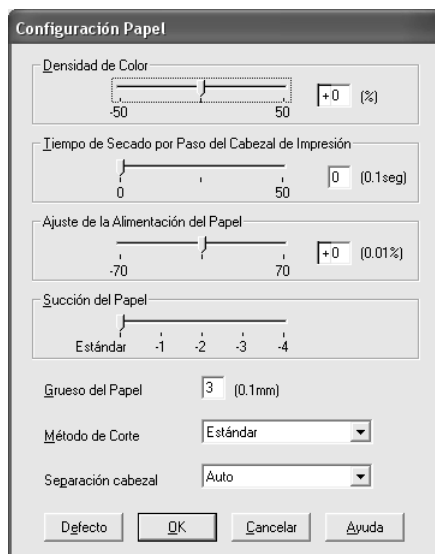 Configuración Papel
Densidad de Color
-50 50 +0 (%)
Tiempo de Secado por Paso del Cabezal de Impresión
0 50 0 (0.1seg)
Ajuste de la Alimentación del Papel
-70 70 +0 (0.01%)
Succión del Papel
Estándar -1 -2 -3 -4
Grueso del Papel 3 (0.1mm)
Método de Corte Estándar
Separación cabezal Auto
Defecto OK Cancelar Ayuda